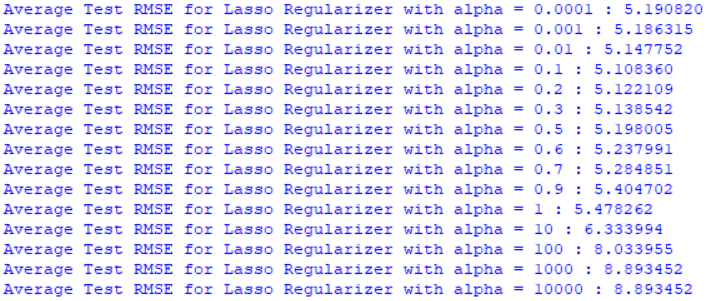 Average Test RMSE for Lasso Regularizer with alpha = 0.0001 : 5.190820
Average Test RMSE for Lasso Regularizer with alpha = 0.001 : 5.186315
Average Test RMSE for Lasso Regularizer with alpha = 0.01 : 5.147752
Average Test RMSE for Lasso Regularizer with alpha = 0.1 : 5.108360
Average Test RMSE for Lasso Regularizer with alpha = 0.2 : 5.122109
Average Test RMSE for Lasso Regularizer with alpha = 0.3 : 5.138542
Average Test RMSE for Lasso Regularizer with alpha = 0.5 : 5.198005
Average Test RMSE for Lasso Regularizer with alpha = 0.6 : 5.237991
Average Test RMSE for Lasso Regularizer with alpha = 0.7 : 5.284851
Average Test RMSE for Lasso Regularizer with alpha = 0.9 : 5.404702
Average Test RMSE for Lasso Regularizer with alpha = 1 : 5.478262
Average Test RMSE for Lasso Regularizer with alpha = 10 : 6.333994
Average Test RMSE for Lasso Regularizer with alpha = 100 : 8.033955
Average Test RMSE for Lasso Regularizer with alpha = 1000 : 8.893452
Average Test RMSE for Lasso Regularizer with alpha = 10000 : 8.893452